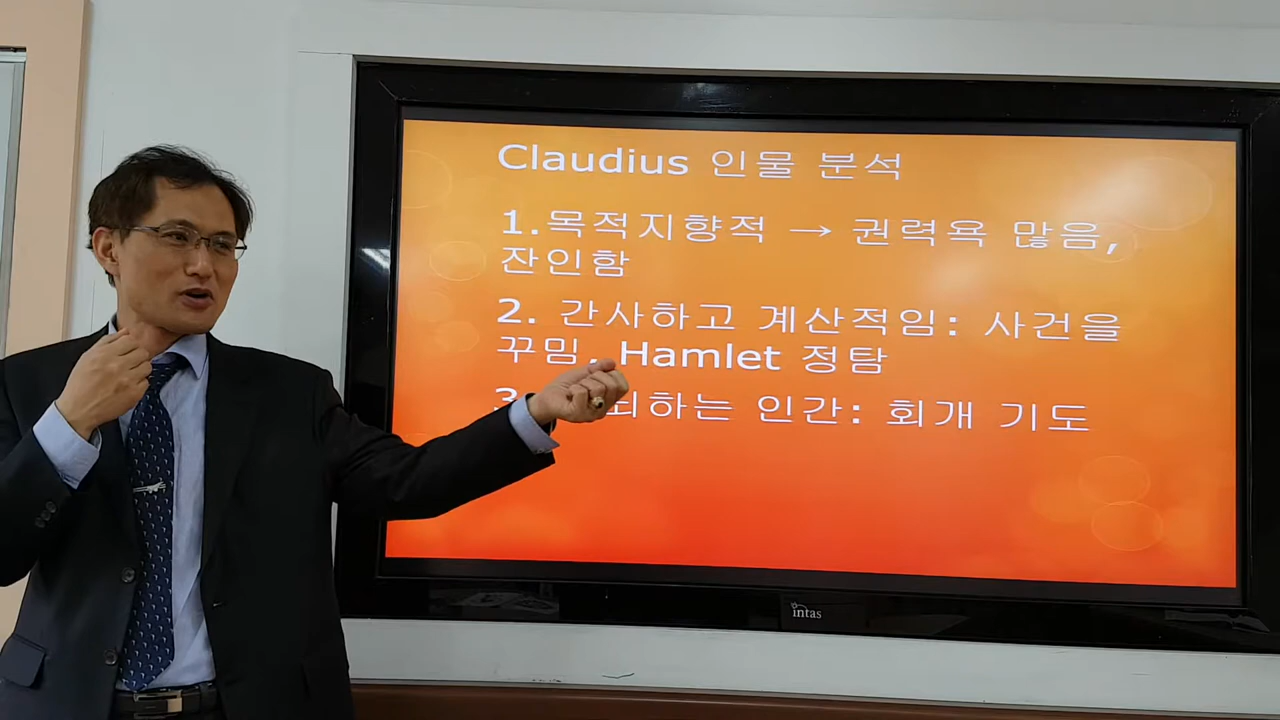 Claudius 인물 분석
1.목적지향적 → 권력욕 많음,
잔인함
2. 간사하고 계산적임: 사건을
꾸밈, Hamlet 정탐
인간: 회개 기도
intas